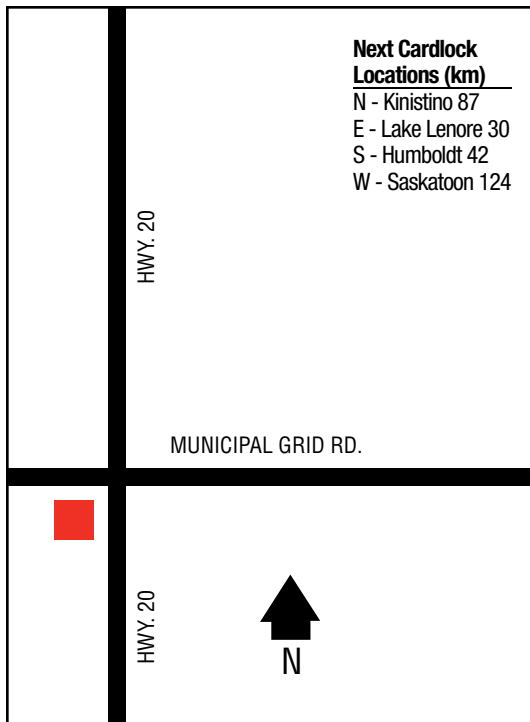 Next Cardlock
Locations (km)
N - Kinistino 87
E - Lake Lenore 30
S - Humboldt 42
W - Saskatoon 124
HWY. 20
MUNICIPAL GRID RD.
HWY. 20
N